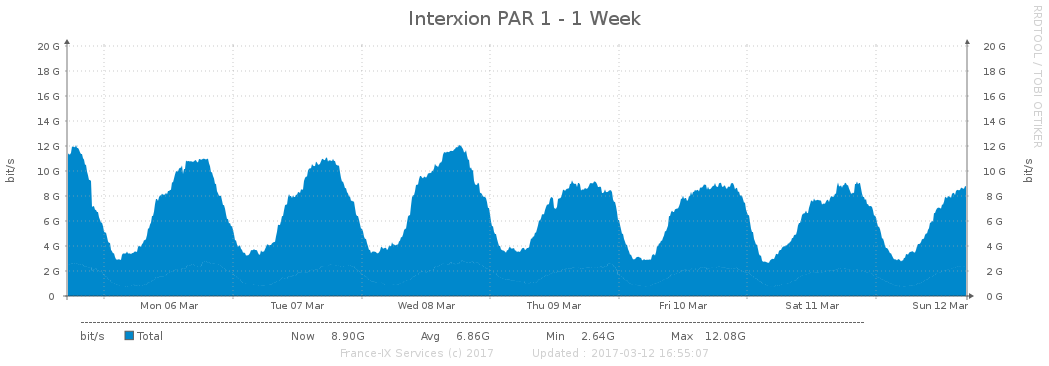 Interxion PAR 1 - 1 Week
RRDTOOL / TOBI OETIKER
bit/s
20 G 20 G
18 G 18 G
16 G 16 G
14 G 14 G
12 G 12 G
10 G 10 G
8 G 8 G
6 G 6 G
4 G 4 G
2 G 2 G
0 0 G
bit/s
Mon 06 Mar Tue 07 Mar Wed 08 Mar Thu 09 Mar Fri 10 Mar Sat 11 Mar Sun 12 Mar
bit/s Total Now 8.90G Avg 6.86G Min 2.64G Max 12.08G
France-IX Services (c) 2017 Updated : 2017-03-12 16:55:07